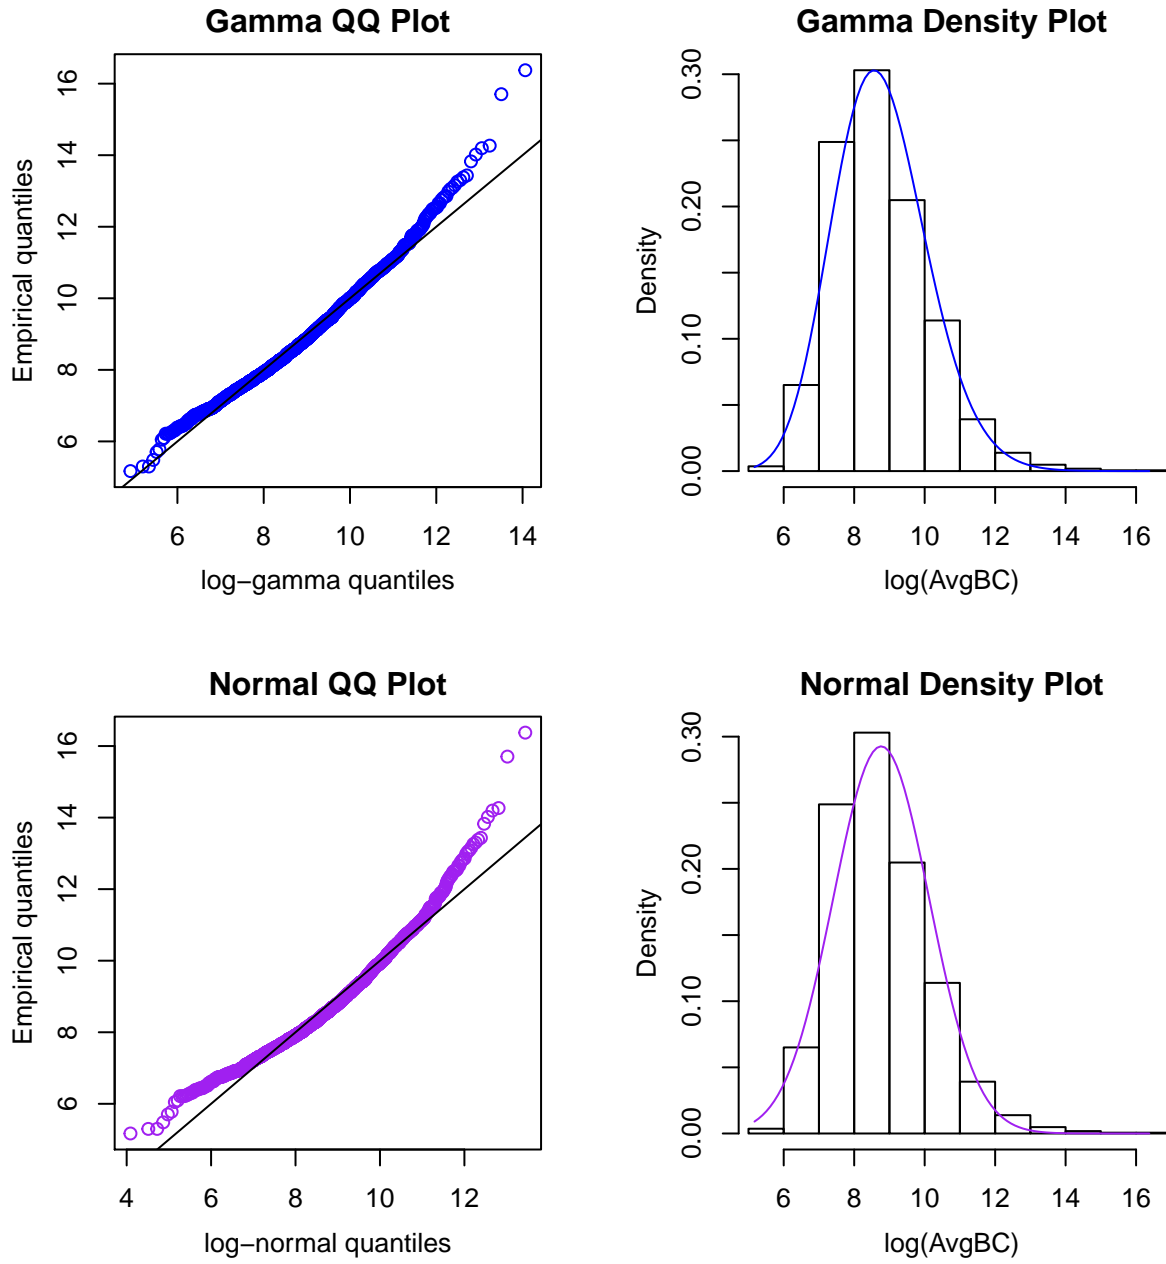 Gamma QQ Plot
Empirical quantiles
16
14
12
10
8
6
6 8 10 12 14
log−gamma quantiles
Gamma Density Plot
Density
0.30
0.20
0.10
0.00
6 8 10 12 14 16
log(AvgBC)
Normal QQ Plot
Empirical quantiles
16
14
12
10
8
6
4 6 8 10 12
log−normal quantiles
Normal Density Plot
Density
0.30
0.20
0.10
0.00
6 8 10 12 14 16
log(AvgBC)